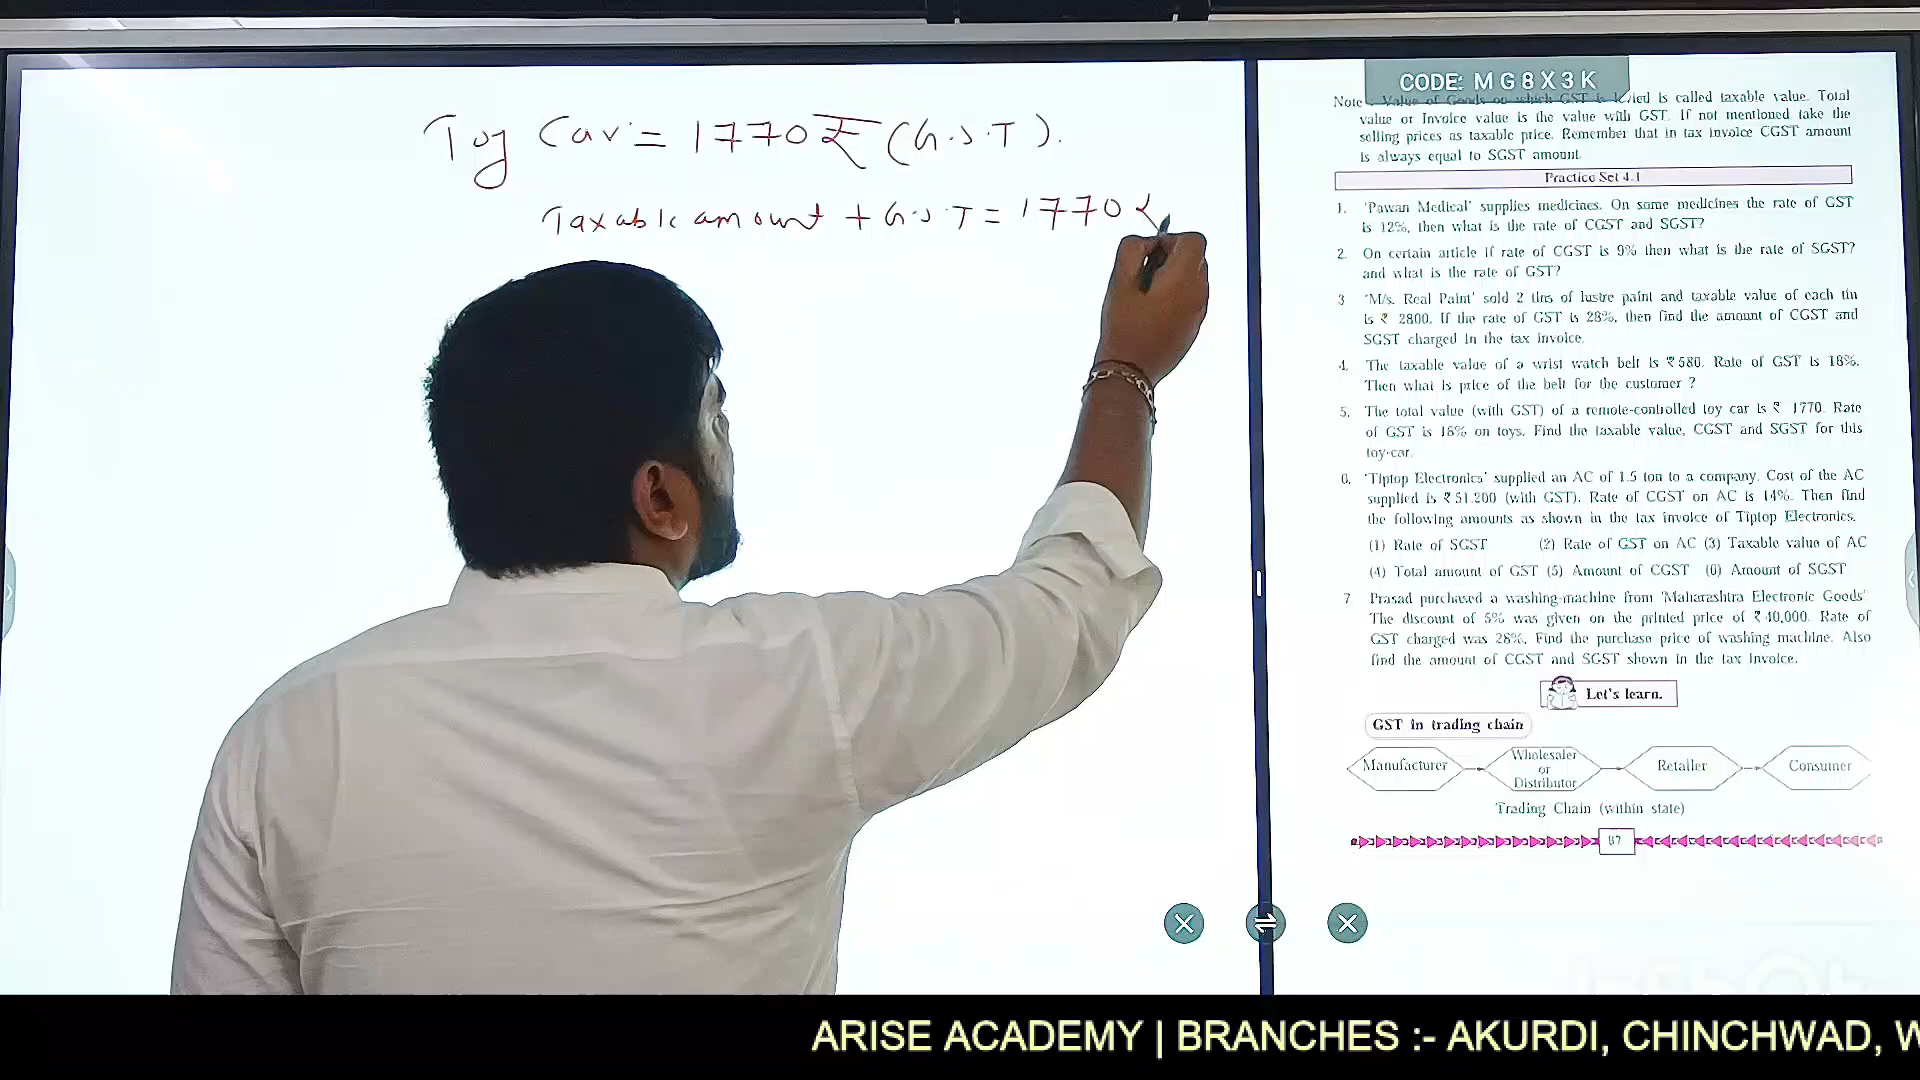 Toy Car = 1770₹ (G.S.T).
Taxable amount + G.S.T = 1770
CODE: M G 8 X 3 K
Note : Value of Goods on which GST is levied is called taxable value. Total
value or Invoice value is the value with GST. If not mentioned take the
selling prices as taxable price. Remember that in tax invoice CGST amount
is always equal to SGST amount.
Practice Set 4.1
1. 'Pawan Medical' supplies medicines. On some medicines the rate of GST
is 12%, then what is the rate of CGST and SGST?
2. On certain article if rate of CGST is 9% then what is the rate of SGST?
and what is the rate of GST?
3 'M/s. Real Paint' sold 2 tins of lustre paint and taxable value of each tin
is ₹ 2800. If the rate of GST is 28%, then find the amount of CGST and
SGST charged in the tax invoice.
4. The taxable value of a wrist watch belt is ₹ 580. Rate of GST is 18%.
Then what is price of the belt for the customer ?
5. The total value (with GST) of a remote-controlled toy car is ₹ 1770. Rate
of GST is 18% on toys. Find the taxable value, CGST and SGST for this
toy-car.
6. 'Tiptop Electronics' supplied an AC of 1.5 ton to a company. Cost of the AC
supplied is ₹ 51,200 (with GST). Rate of CGST on AC is 14%. Then find
the following amounts as shown in the tax invoice of Tiptop Electronics.
(1) Rate of SGST (2) Rate of GST on AC (3) Taxable value of AC
(4) Total amount of GST (5) Amount of CGST (6) Amount of SGST
7 Prasad purchased a washing-machine from 'Maharashtra Electronic Goods'
The discount of 5% was given on the printed price of ₹ 40,000. Rate of
GST charged was 28%. Find the purchase price of washing machine. Also
find the amount of CGST and SGST shown in the tax invoice.
Let's learn.
GST in trading chain
Manufacturer
Wholesaler
or
Distributor
Retailer
Consumer
Trading Chain (within state)
87
ARISE ACADEMY | BRANCHES :- AKURDI, CHINCHWAD, W